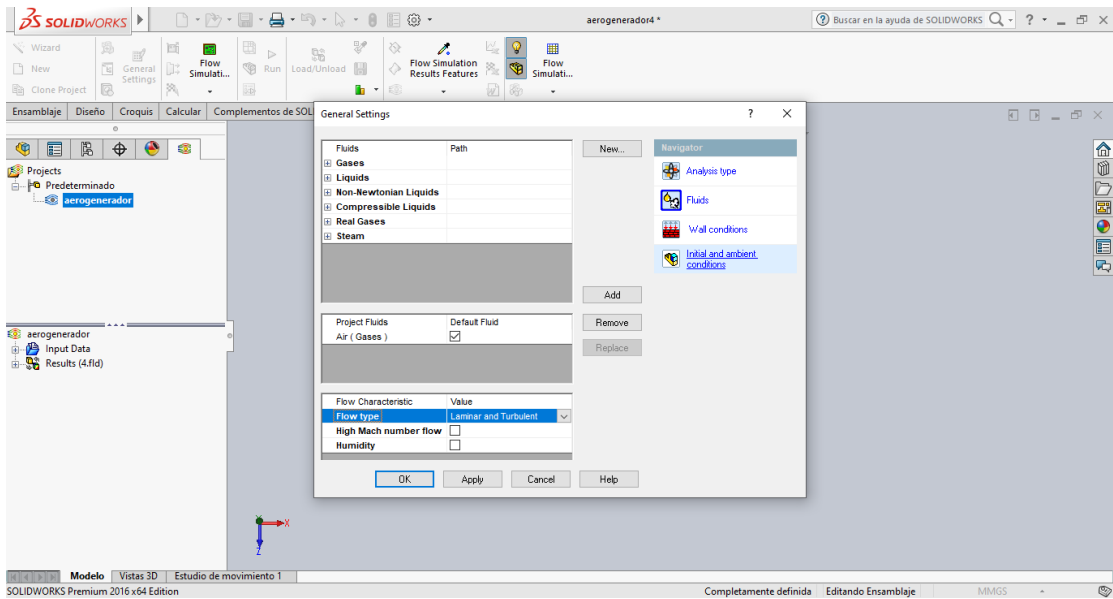 SOLIDWORKS
aerogenerador4 *
Buscar en la ayuda de SOLIDWORKS
?
Wizard
New
Clone Project
General Settings
Flow Simulati...
Run
Load/Unload
Flow Simulation Results Features
Flow Simulati...
Ensamblaje
Diseño
Croquis
Calcular
Complementos de SOL
Projects
Predeterminado
aerogenerador
aerogenerador
Input Data
Results (4.fld)
General Settings
?
Fluids Path
Gases
Liquids
Non-Newtonian Liquids
Compressible Liquids
Real Gases
Steam
New...
Add
Remove
Replace
Project Fluids Default Fluid
Air ( Gases )
Flow Characteristic Value
Flow type Laminar and Turbulent
High Mach number flow
Humidity
OK Apply Cancel Help
Navigator
Analysis type
Fluids
Wall conditions
Initial and ambient
conditions
Y
X
Z
Modelo Vistas 3D Estudio de movimiento 1
SOLIDWORKS Premium 2016 x64 Edition
Completamente definida Editando Ensamblaje MMGS